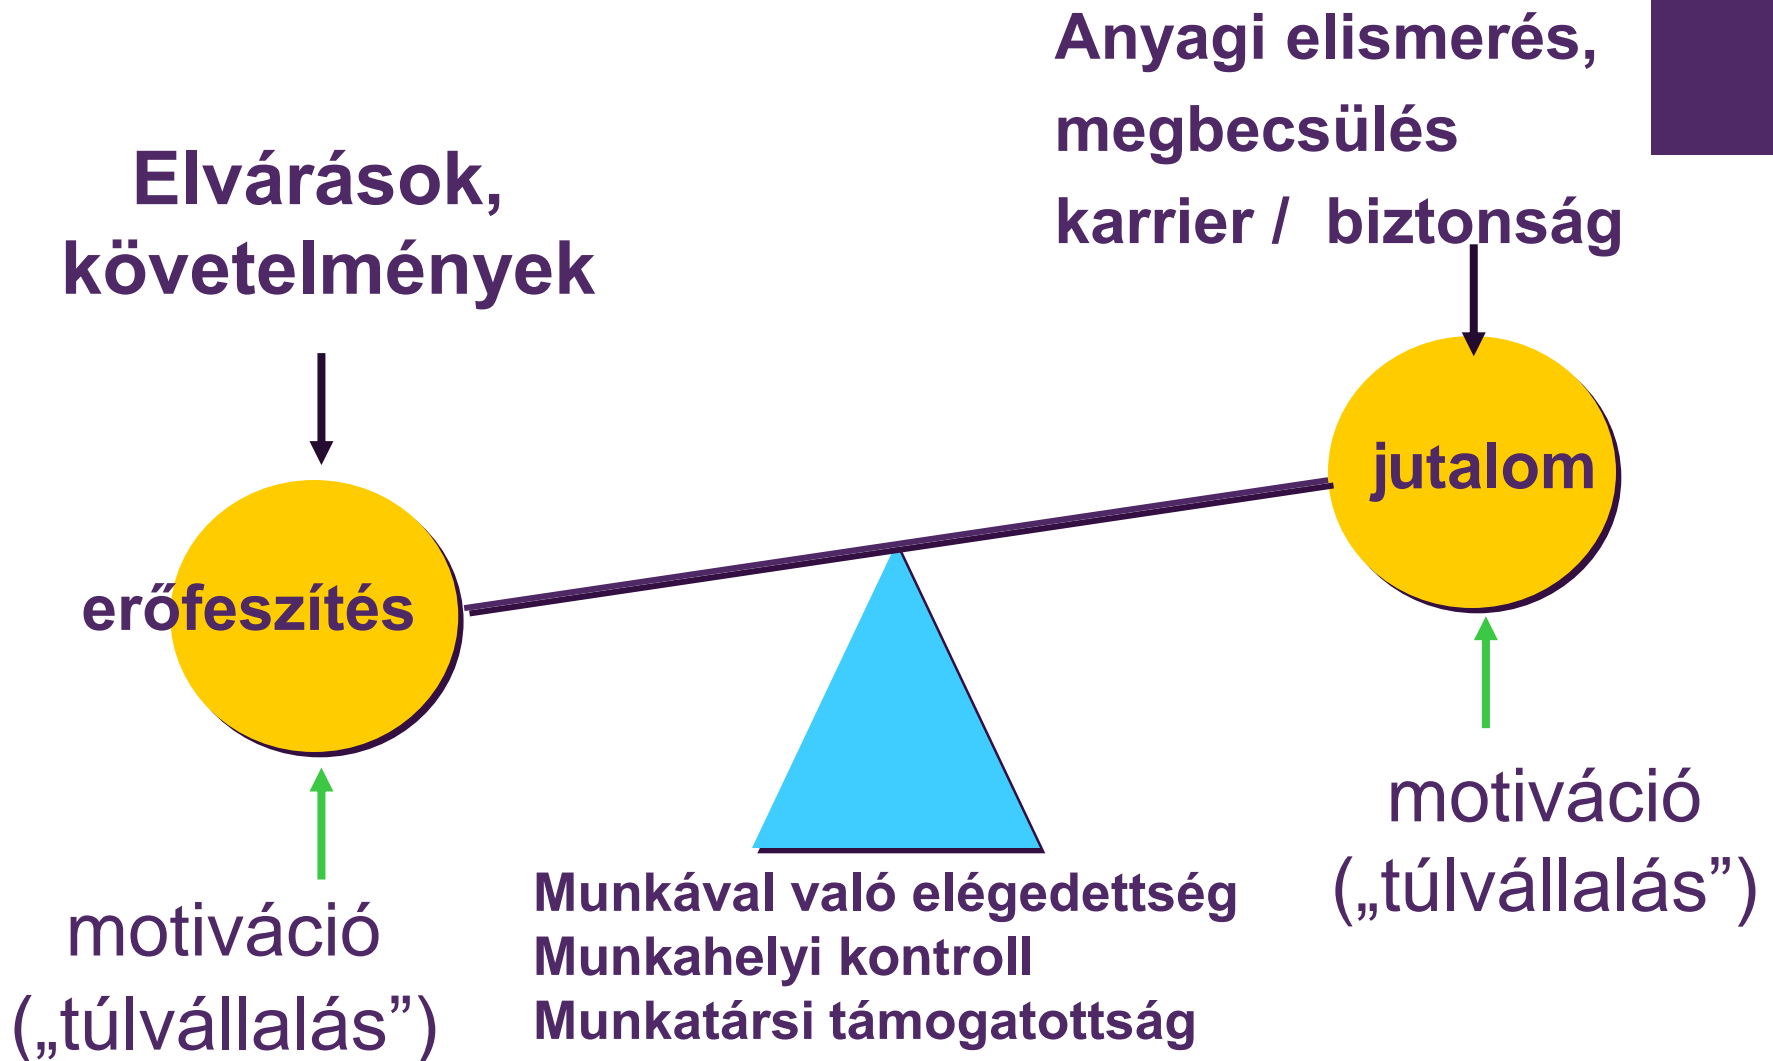 Anyagi elismerés,
megbecsülés
karrier / biztonság
Elvárások,
követelmények
jutalom
erőfeszítés
motiváció
(„túlvállalás”)
Munkával való elégedettség
Munkahelyi kontroll
Munkatársi támogatottság
motiváció
(„túlvállalás”)